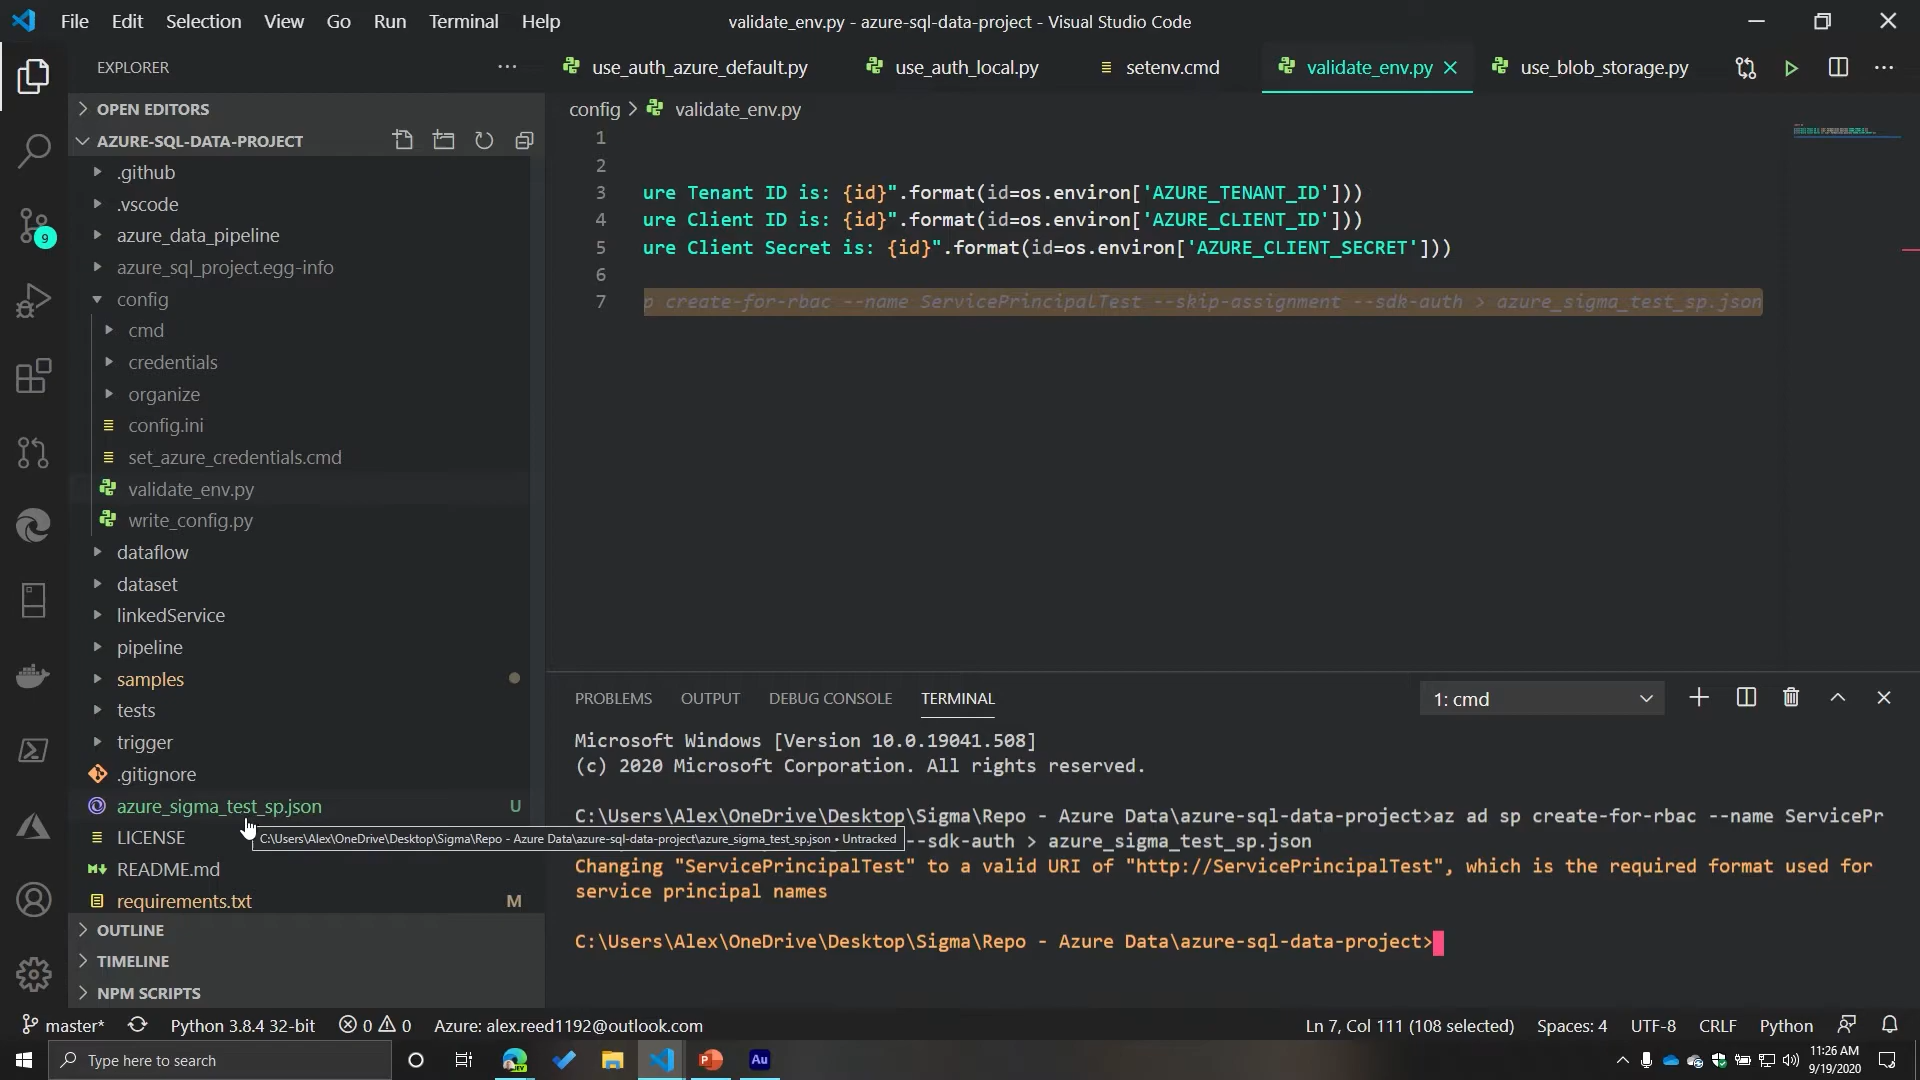 File Edit Selection View Go Run Terminal Help
validate_env.py - azure-sql-data-project - Visual Studio Code
EXPLORER
use_auth_azure_default.py
use_auth_local.py
setenv.cmd
validate_env.py
use_blob_storage.py
OPEN EDITORS
AZURE-SQL-DATA-PROJECT
.github
.vscode
azure_data_pipeline
azure_sql_project.egg-info
config
cmd
credentials
organize
config.ini
set_azure_credentials.cmd
validate_env.py
write_config.py
dataflow
dataset
linkedService
pipeline
samples
tests
trigger
.gitignore
azure_sigma_test_sp.json U
LICENSE
README.md
requirements.txt M
OUTLINE
TIMELINE
NPM SCRIPTS
9
config > validate_env.py
1
2
3 ure Tenant ID is: {id}".format(id=os.environ['AZURE_TENANT_ID']))
4 ure Client ID is: {id}".format(id=os.environ['AZURE_CLIENT_ID']))
5 ure Client Secret is: {id}".format(id=os.environ['AZURE_CLIENT_SECRET']))
6
7 p create-for-rbac --name ServicePrincipalTest --skip-assignment --sdk-auth > azure_sigma_test_sp.json
PROBLEMS OUTPUT DEBUG CONSOLE TERMINAL
1: cmd
Microsoft Windows [Version 10.0.19041.508]
(c) 2020 Microsoft Corporation. All rights reserved.
C:\Users\Alex\OneDrive\Desktop\Sigma\Repo - Azure Data\azure-sql-data-project>az ad sp create-for-rbac --name ServicePr
--sdk-auth > azure_sigma_test_sp.json
C:\Users\Alex\OneDrive\Desktop\Sigma\Repo - Azure Data\azure-sql-data-project\azure_sigma_test_sp.json • Untracked
Changing "ServicePrincipalTest" to a valid URI of "http://ServicePrincipalTest", which is the required format used for
service principal names
C:\Users\Alex\OneDrive\Desktop\Sigma\Repo - Azure Data\azure-sql-data-project>
master* Python 3.8.4 32-bit 0 0 Azure: alex.reed1192@outlook.com
Ln 7, Col 111 (108 selected) Spaces: 4 UTF-8 CRLF Python
Type here to search
Au
11:26 AM
9/19/2020